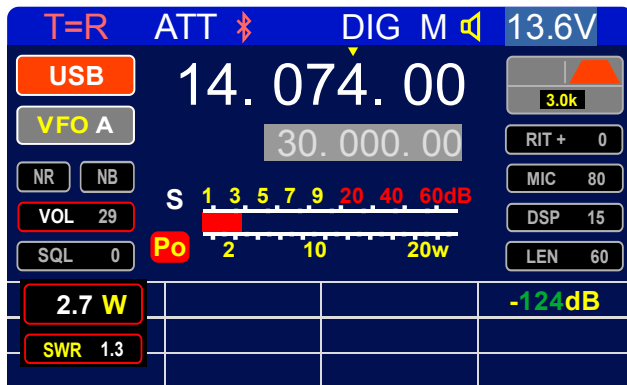 T=R ATT DIG M 13.6V
USB 14. 074. 00
3.0k
VFO A 30. 000. 00
RIT + 0
NR NB
MIC 80
S 1 3 5 7 9 20 40 60dB
VOL 29
DSP 15
Po 2 10 20w
SQL 0
LEN 60
2.7 W -124dB
SWR 1.3